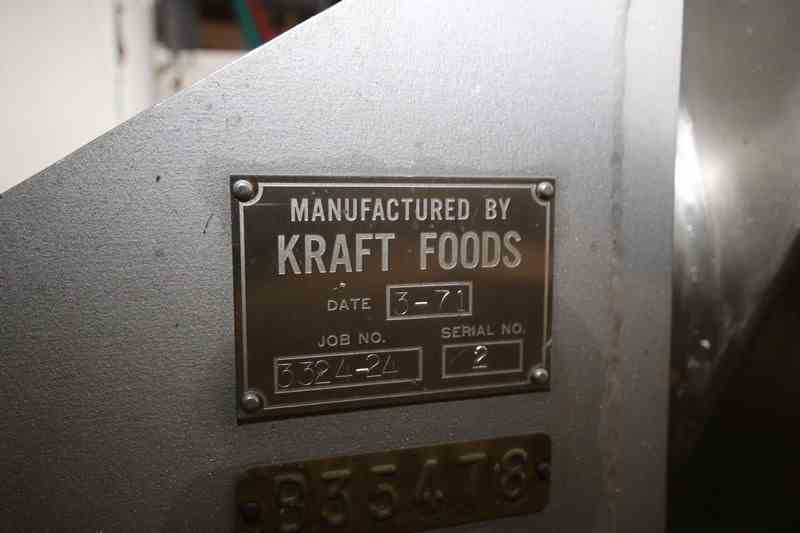 MANUFACTURED BY
KRAFT FOODS
DATE 3-71
JOB NO. SERIAL NO.
3324-24 2
B35478